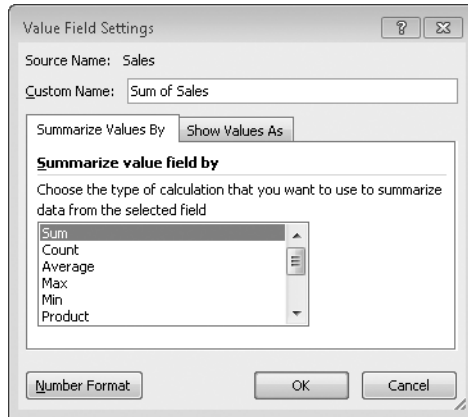 Value Field Settings
Source Name: Sales
Custom Name: Sum of Sales
Summarize Values By Show Values As
Summarize value field by
Choose the type of calculation that you want to use to summarize
data from the selected field
Sum
Count
Average
Max
Min
Product
Number Format OK Cancel